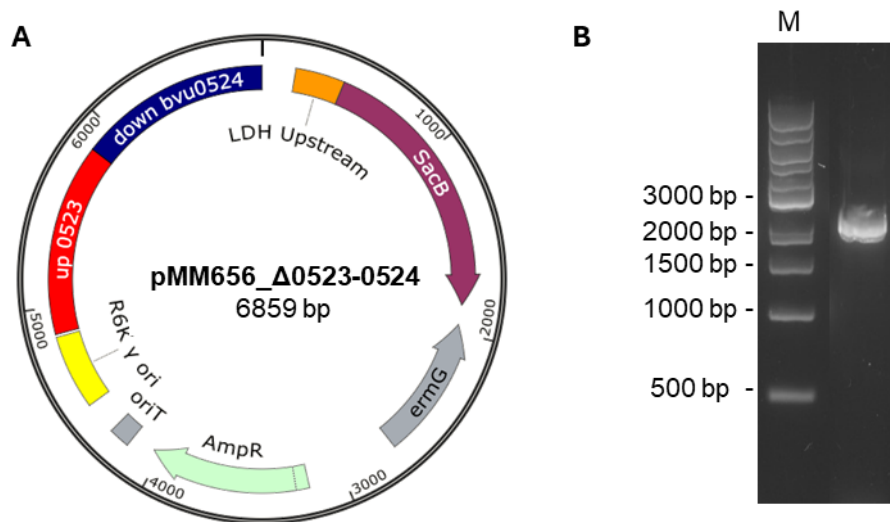 A
down bvu0524
up 0523
R6K γ ori
oriT
AmpR
ermG
SacB
LDH Upstream
1000
2000
3000
4000
5000
6000
pMM656_Δ0523-0524
6859 bp
B
M
3000 bp -
2000 bp -
1500 bp -
1000 bp -
500 bp -